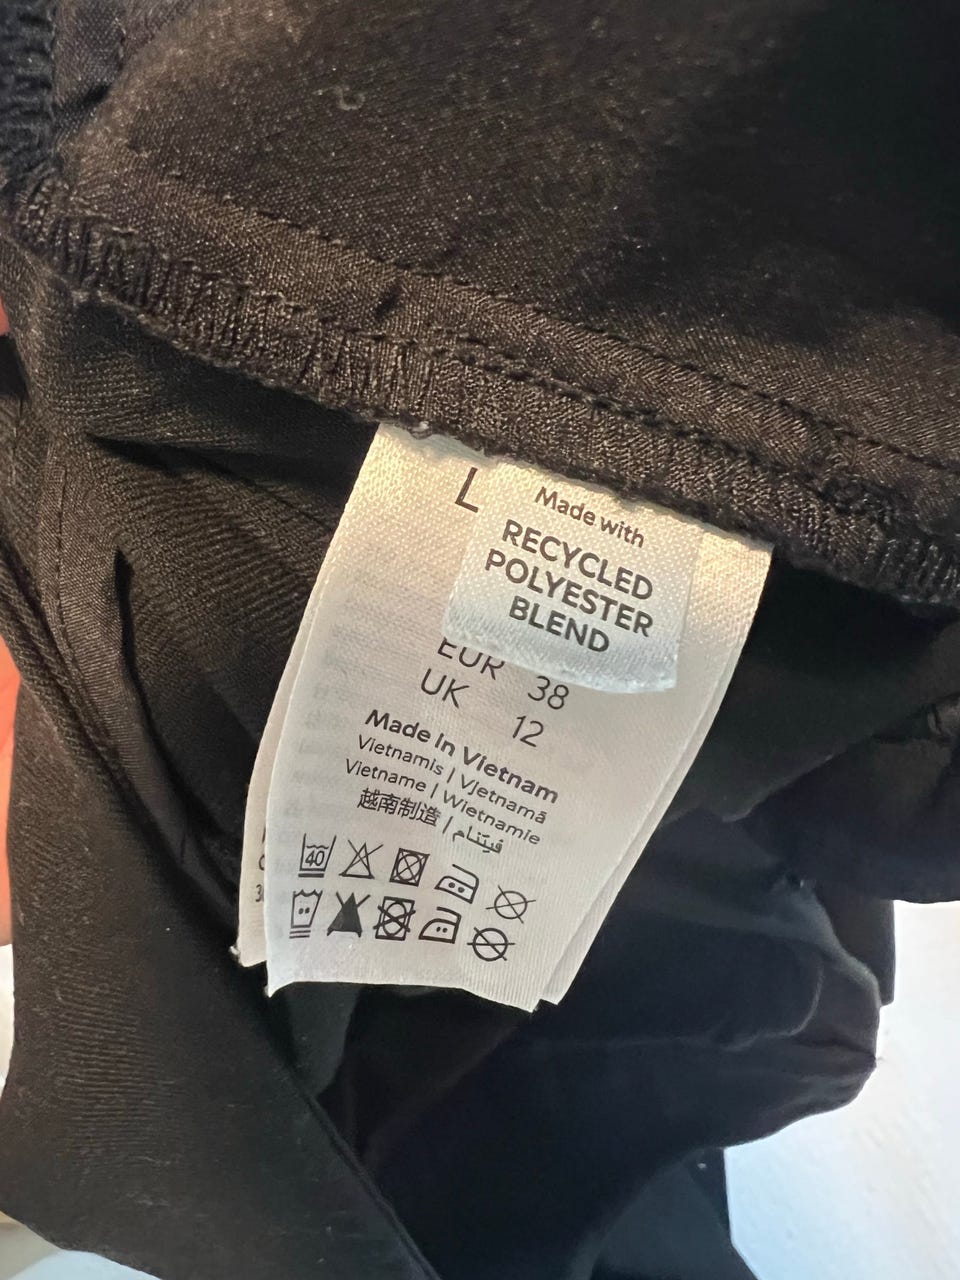 L
Made with
RECYCLED
POLYESTER
BLEND
EUR 38
UK 12
Made in Vietnam
Vietnamis | Vjetnamā
Vietname | Wietnamie
越南制造 | فيتنام
40